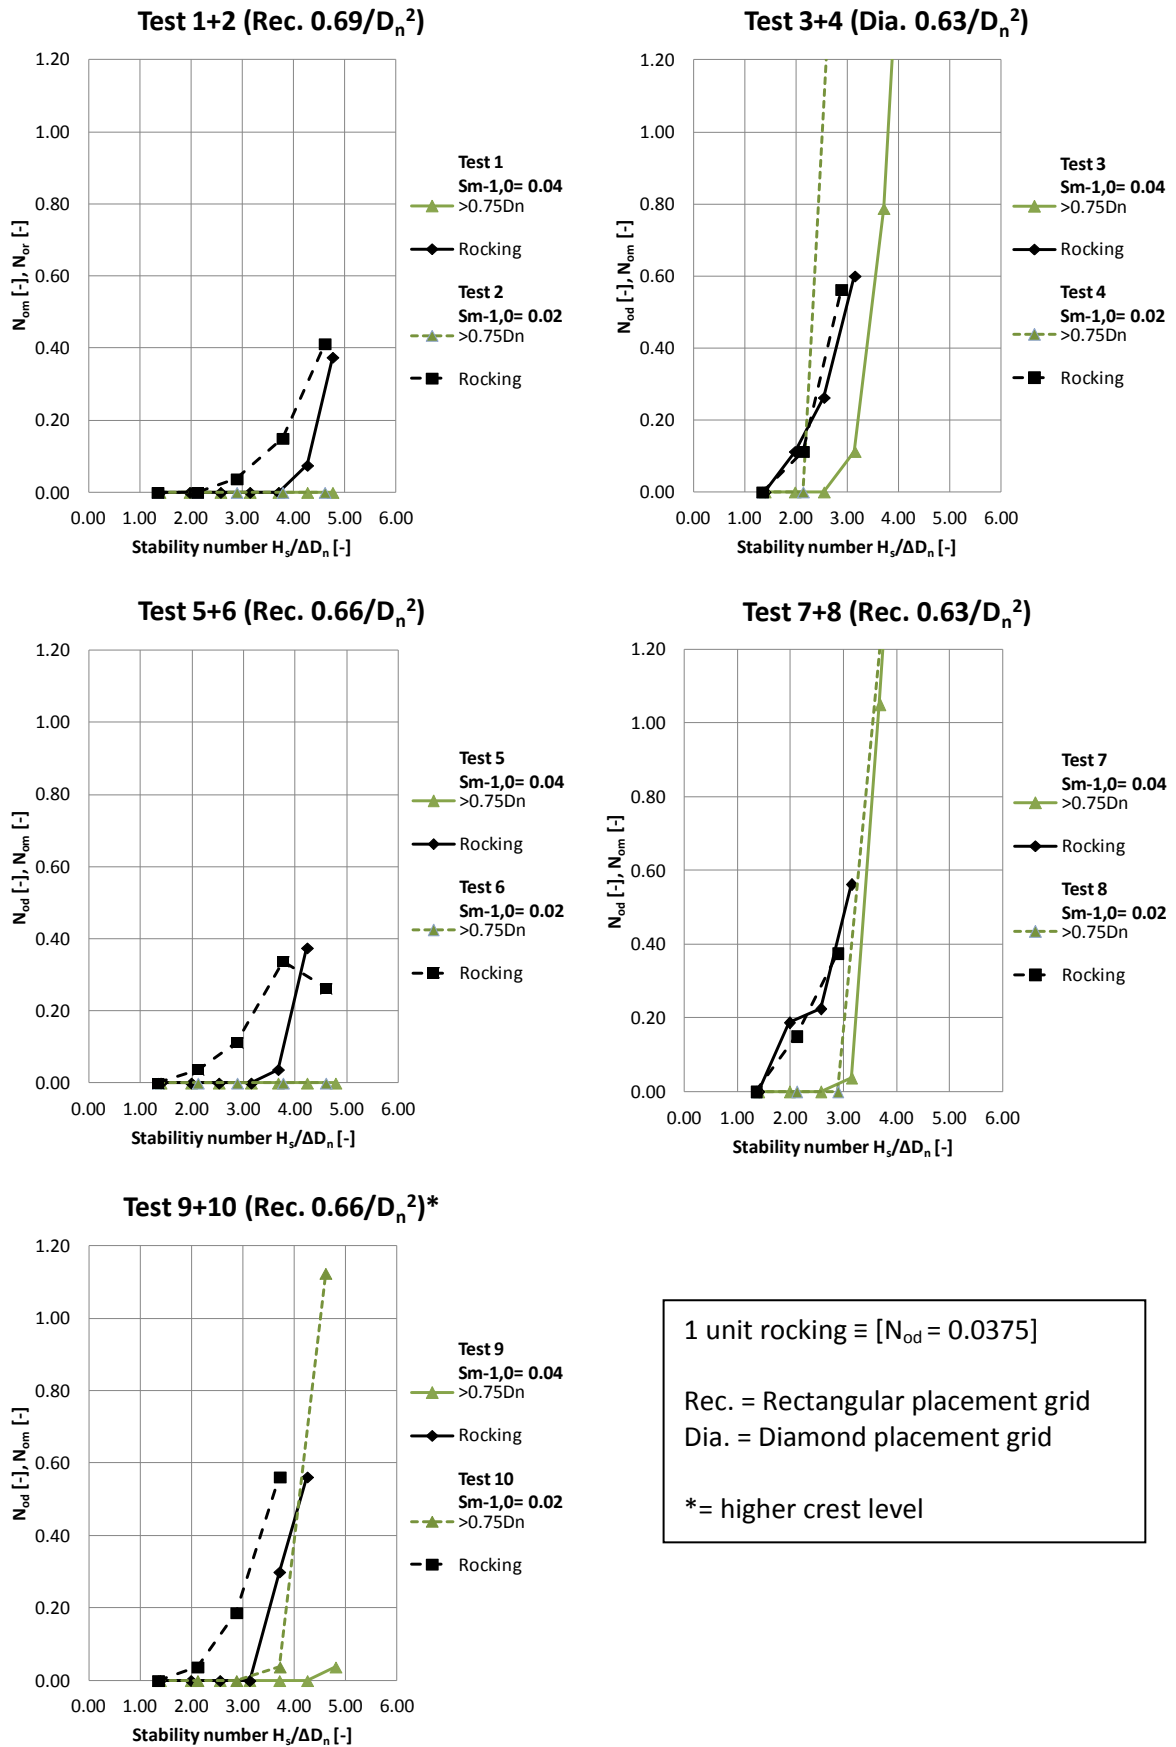 Test 1+2 (Rec. 0.69/Dn²)
1.20
1.00
0.80
0.60
0.40
0.20
0.00
0.00 1.00 2.00 3.00 4.00 5.00 6.00
Nom [-], Nor [-]
Stability number Hs/ΔDn [-]
Test 1
Sm-1,0= 0.04
>0.75Dn
Rocking
Test 2
Sm-1,0= 0.02
>0.75Dn
Rocking
Test 3+4 (Dia. 0.63/Dn²)
1.20
1.00
0.80
0.60
0.40
0.20
0.00
0.00 1.00 2.00 3.00 4.00 5.00 6.00
Nod [-], Nom [-]
Stability number Hs/ΔDn [-]
Test 3
Sm-1,0= 0.04
>0.75Dn
Rocking
Test 4
Sm-1,0= 0.02
>0.75Dn
Rocking
Test 5+6 (Rec. 0.66/Dn²)
1.20
1.00
0.80
0.60
0.40
0.20
0.00
0.00 1.00 2.00 3.00 4.00 5.00 6.00
Nod [-], Nom [-]
Stabilitiy number Hs/ΔDn [-]
Test 5
Sm-1,0= 0.04
>0.75Dn
Rocking
Test 6
Sm-1,0= 0.02
>0.75Dn
Rocking
Test 7+8 (Rec. 0.63/Dn²)
1.20
1.00
0.80
0.60
0.40
0.20
0.00
0.00 1.00 2.00 3.00 4.00 5.00 6.00
Nod [-], Nom [-]
Stability number Hs/ΔDn [-]
Test 7
Sm-1,0= 0.04
>0.75Dn
Rocking
Test 8
Sm-1,0= 0.02
>0.75Dn
Rocking
Test 9+10 (Rec. 0.66/Dn²)*
1.20
1.00
0.80
0.60
0.40
0.20
0.00
0.00 1.00 2.00 3.00 4.00 5.00 6.00
Nod [-], Nom [-]
Stability number Hs/ΔDn [-]
Test 9
Sm-1,0= 0.04
>0.75Dn
Rocking
Test 10
Sm-1,0= 0.02
>0.75Dn
Rocking
1 unit rocking ≡ [Nod = 0.0375]
Rec. = Rectangular placement grid
Dia. = Diamond placement grid
*= higher crest level